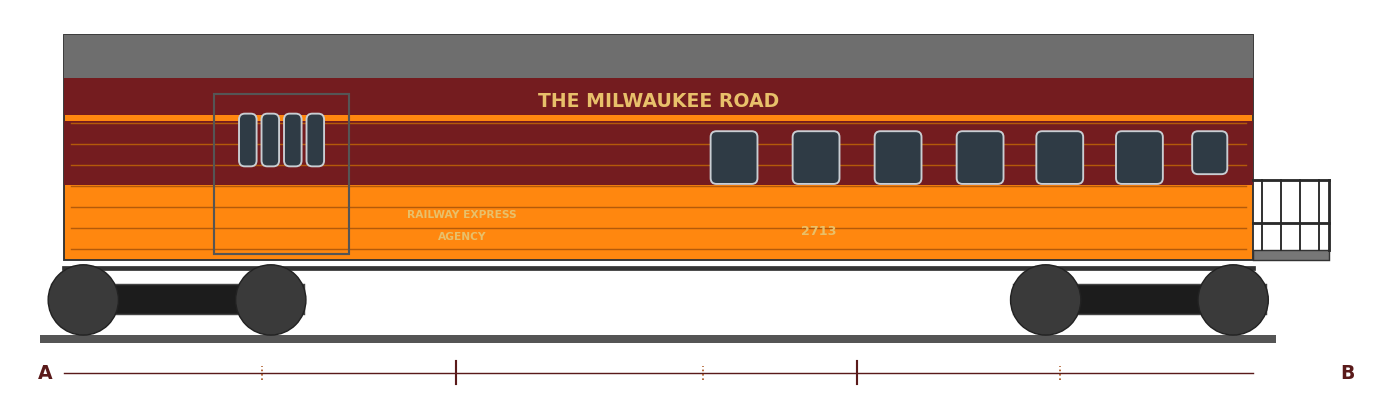 THE MILWAUKEE ROAD
RAILWAY EXPRESS
AGENCY
2713
A
B